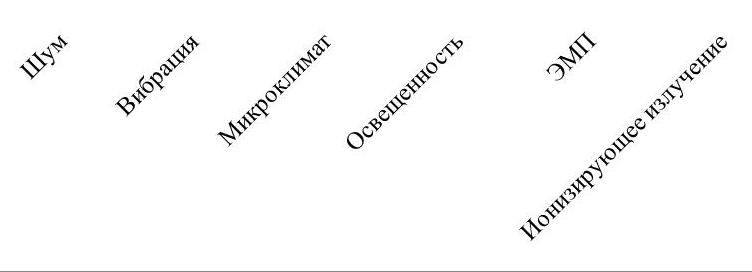 Шум
Вибрация
Микроклимат
Освещенность
ЭМП
Ионизирующее излучение